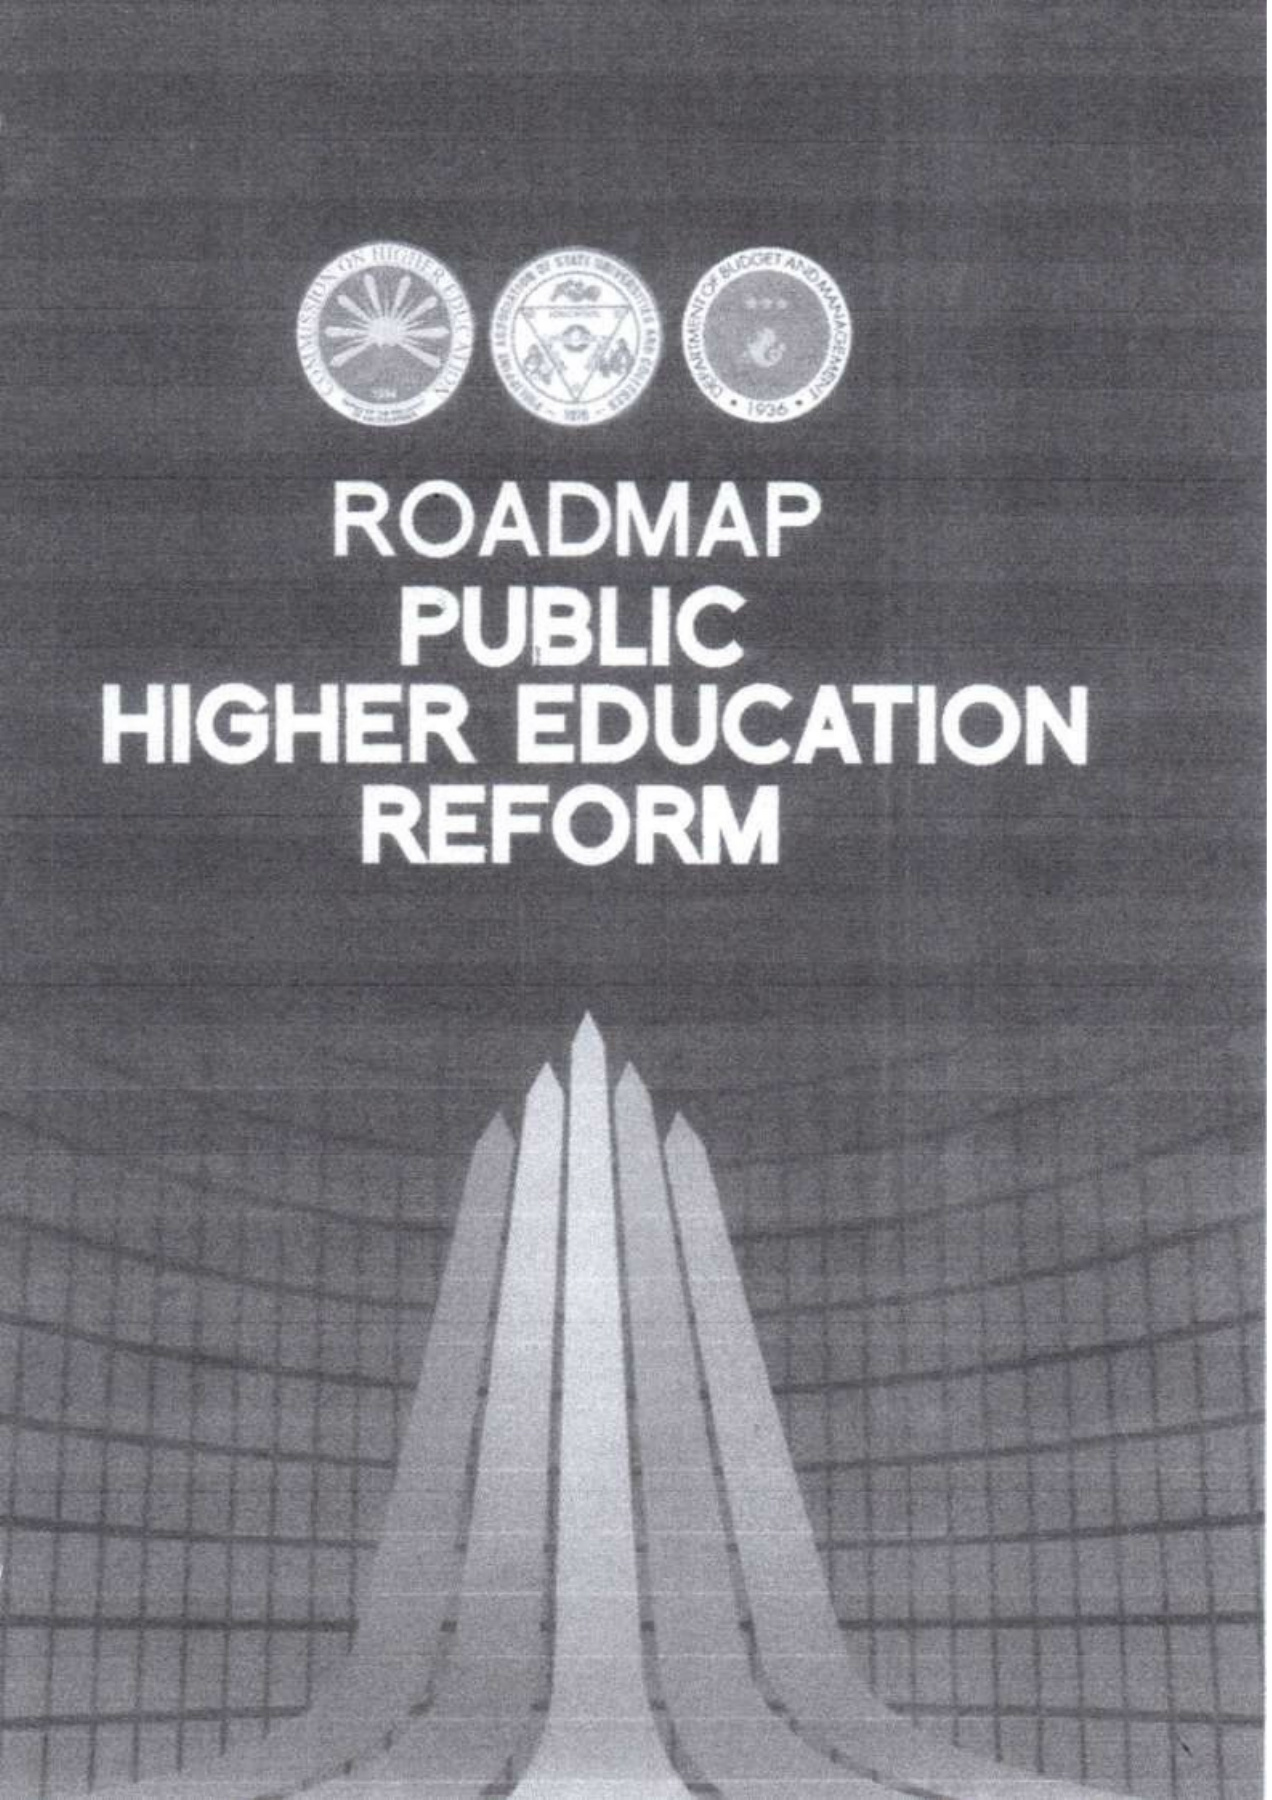 COMMISSION ON HIGHER EDUCATION
1994
PHILIPPINE ASSOCIATION OF STATE UNIVERSITIES AND COLLEGES
EDUCATION
DEPARTMENT OF BUDGET AND MANAGEMENT
• 1936 •
ROADMAP
PUBLIC
HIGHER EDUCATION
REFORM